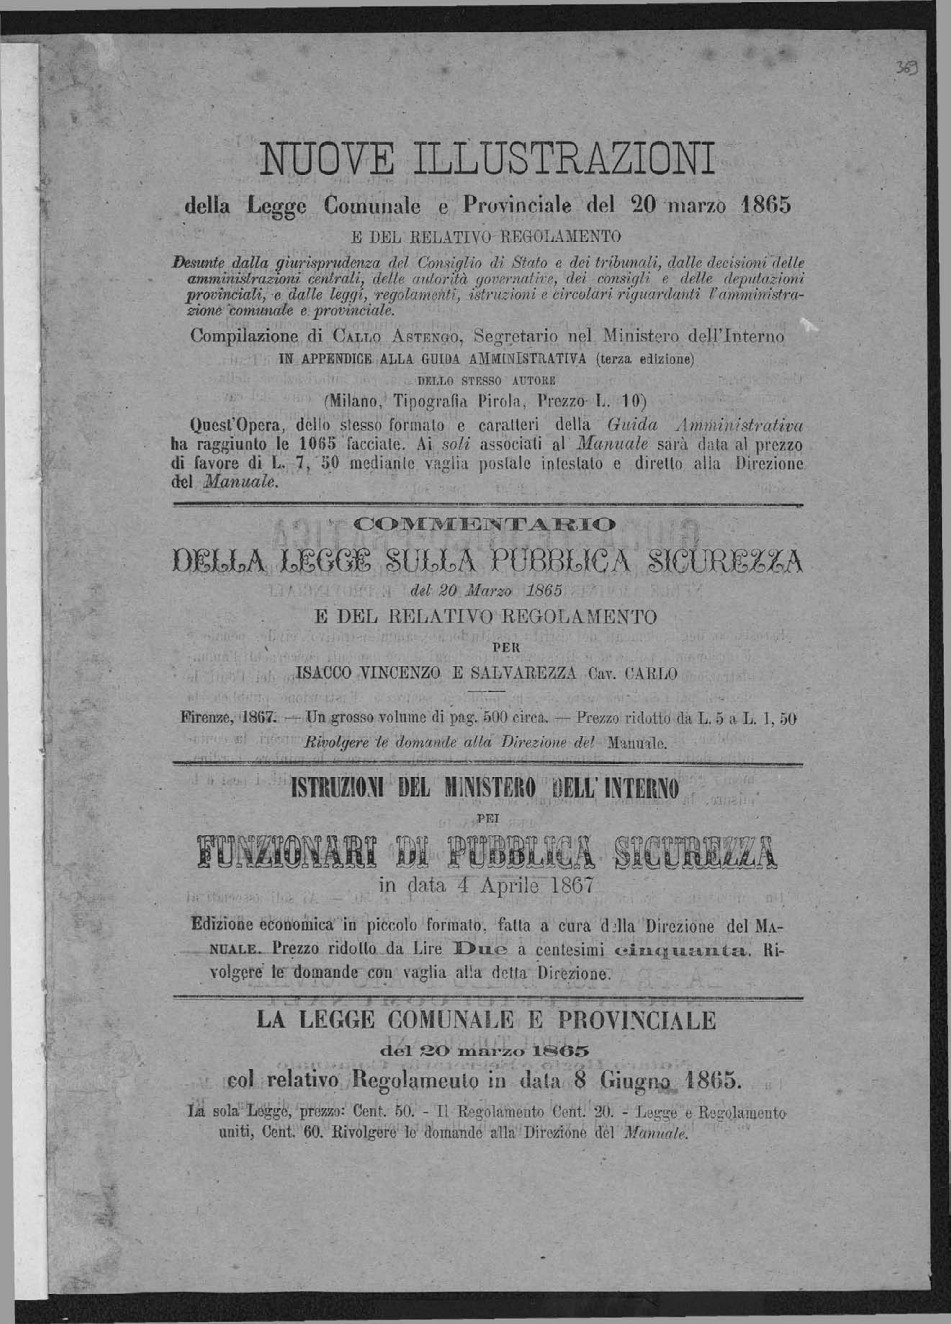 369
NUOVE ILLUSTRAZIONI
della Legge Comunale e Provinciale del 20 marzo 1865
E DEL RELATIVO REGOLAMENTO
Desunte dalla giurisprudenza del Consiglio di Stato e dei tribunali, dalle decisioni delle
amministrazioni centrali, delle autorità governative, dei consigli e delle deputazioni
provinciali, e dalle leggi, regolamenti, istruzioni e circolari riguardanti l'amministra-
zione comunale e provinciale.
Compilazione di CALLO ASTENGO, Segretario nel Ministero dell'Interno
IN APPENDICE ALLA GUIDA AMMINISTRATIVA (terza edizione)
DELLO STESSO AUTORE
(Milano, Tipografia Pirola, Prezzo L. 10)
Quest'Opera, dello stesso formato e caratteri della Guida Amministrativa
ha raggiunto le 1065 facciate. Ai soli associati al Manuale sarà data al prezzo
di favore di L. 7, 50 mediante vaglia postale intestato e diretto alla Direzione
del Manuale.
COMMENTARIO
DELLA LEGGE SULLA PUBBLICA SICUREZZA
del 20 Marzo 1865
E DEL RELATIVO REGOLAMENTO
PER
ISACCO VINCENZO E SALVAREZZA Cav. CARLO
Firenze, 1867. — Un grosso volume di pag. 500 circa. — Prezzo ridotto da L. 5 a L. 1, 50
Rivolgere le domande alla Direzione del Manuale.
ISTRUZIONI DEL MINISTERO DELL'INTERNO
PEI
FUNZIONARI DI PUBBLICA SICUREZZA
in data 4 Aprile 1867
Edizione economica in piccolo formato, fatta a cura della Direzione del MA-
NUALE. Prezzo ridotto da Lire Due a centesimi cinquanta. Ri-
volgere le domande con vaglia alla detta Direzione.
LA LEGGE COMUNALE E PROVINCIALE
del 20 marzo 1865
col relativo Regolamento in data 8 Giugno 1865.
La sola Legge, prezzo: Cent. 50. - Il Regolamento Cent. 20. - Legge e Regolamento
uniti, Cent. 60. Rivolgere le domande alla Direzione del Manuale.